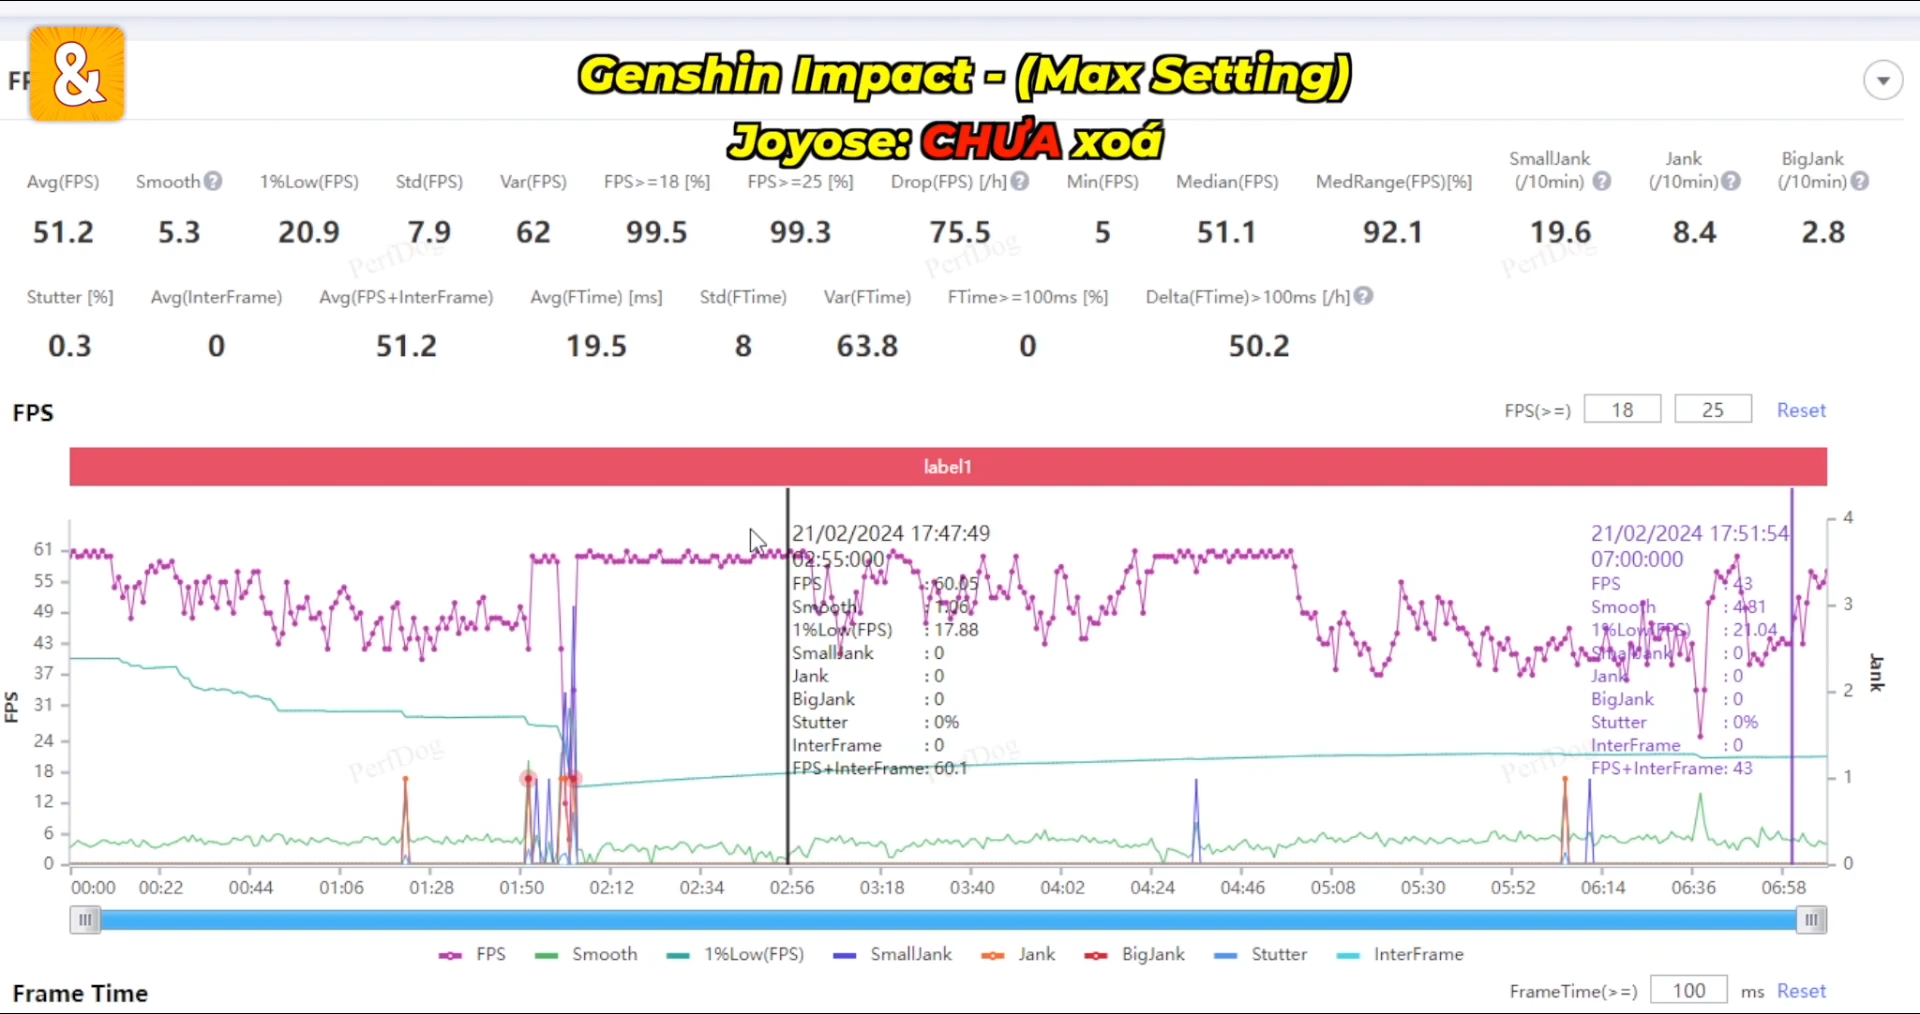 &
Genshin Impact - (Max Setting)
Joyose: CHƯA xoá
Avg(FPS) Smooth 1%Low(FPS) Std(FPS) Var(FPS) FPS>=18 [%] FPS>=25 [%] Drop(FPS) [/h] Min(FPS) Median(FPS) MedRange(FPS)[%] SmallJank (/10min) Jank (/10min) BigJank (/10min)
51.2 5.3 20.9 7.9 62 99.5 99.3 75.5 5 51.1 92.1 19.6 8.4 2.8
Stutter [%] Avg(InterFrame) Avg(FPS+InterFrame) Avg(FTime) [ms] Std(FTime) Var(FTime) FTime>=100ms [%] Delta(FTime)>100ms [/h]
0.3 0 51.2 19.5 8 63.8 0 50.2
PerfDog PerfDog PerfDog
FPS FPS(>=) 18 25 Reset
label1
61
55
49
43
37
31
24
18
12
6
0
FPS
21/02/2024 17:47:49
02:55:000
FPS : 60.05
Smooth : 1.06
1%Low(FPS) : 17.88
SmallJank : 0
Jank : 0
BigJank : 0
Stutter : 0%
InterFrame : 0
FPS+InterFrame: 60.1
21/02/2024 17:51:54
07:00:000
FPS : 43
Smooth : 4.81
1%Low(FPS) : 21.04
SmallJank : 0
Jank : 0
BigJank : 0
Stutter : 0%
InterFrame : 0
FPS+InterFrame: 43
4
3
2
1
0
Jank
PerfDog PerfDog PerfDog
00:00 00:22 00:44 01:06 01:28 01:50 02:12 02:34 02:56 03:18 03:40 04:02 04:24 04:46 05:08 05:30 05:52 06:14 06:36 06:58
FPS Smooth 1%Low(FPS) SmallJank Jank BigJank Stutter InterFrame
Frame Time FrameTime(>=) 100 ms Reset